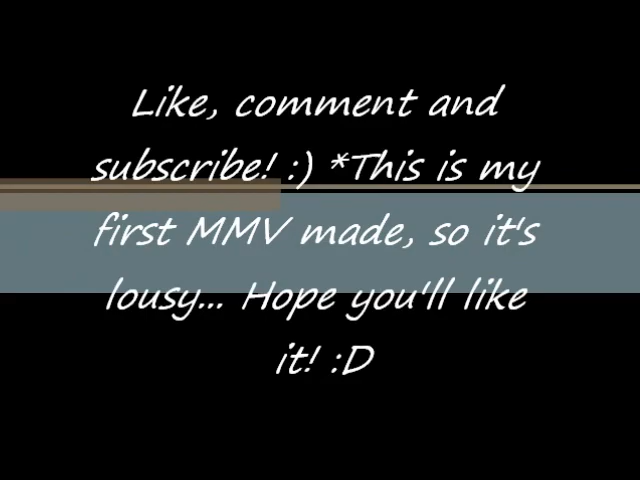 Like, comment and
subscribe! :) *This is my
first MMV made, so it's
lousy... Hope you'll like
it! :D